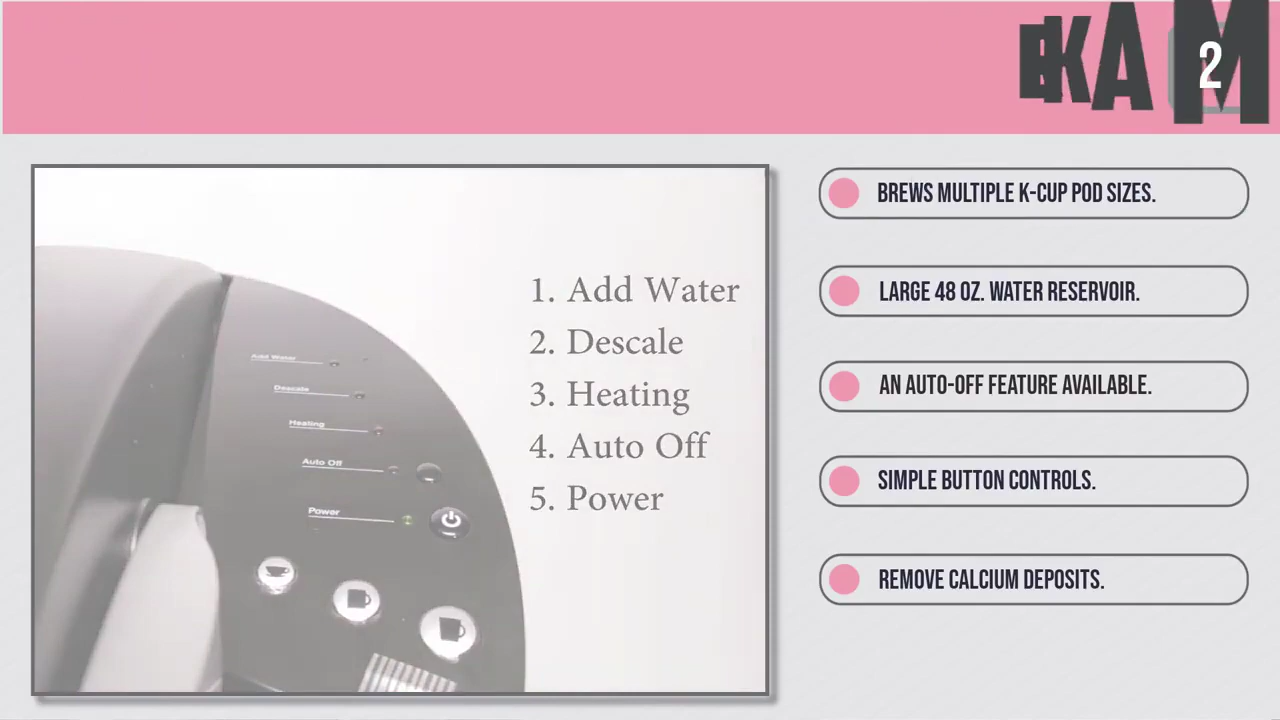 EKAM
2
1. Add Water
2. Descale
3. Heating
4. Auto Off
5. Power
Add Water
Descale
Heating
Auto Off
Power
BREWS MULTIPLE K-CUP POD SIZES.
LARGE 48 OZ. WATER RESERVOIR.
AN AUTO-OFF FEATURE AVAILABLE.
SIMPLE BUTTON CONTROLS.
REMOVE CALCIUM DEPOSITS.